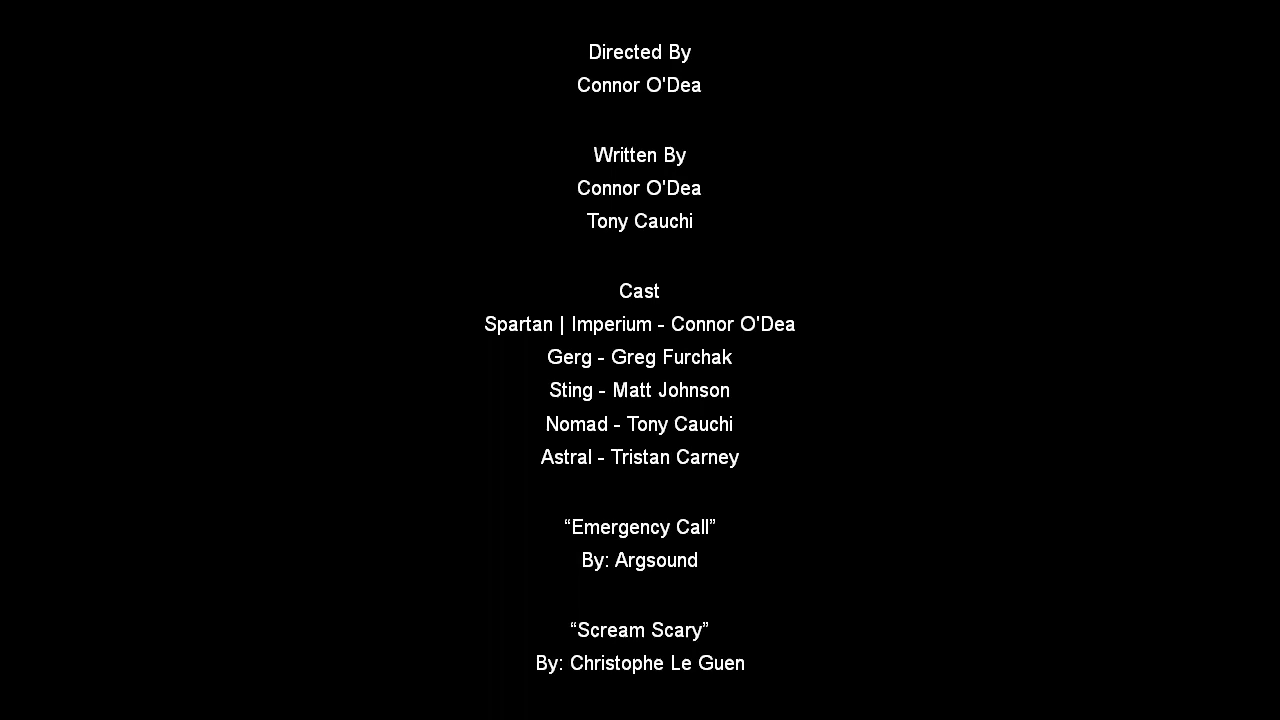 Directed By
Connor O'Dea
Written By
Connor O'Dea
Tony Cauchi
Cast
Spartan | Imperium - Connor O'Dea
Gerg - Greg Furchak
Sting - Matt Johnson
Nomad - Tony Cauchi
Astral - Tristan Carney
“Emergency Call”
By: Argsound
“Scream Scary”
By: Christophe Le Guen